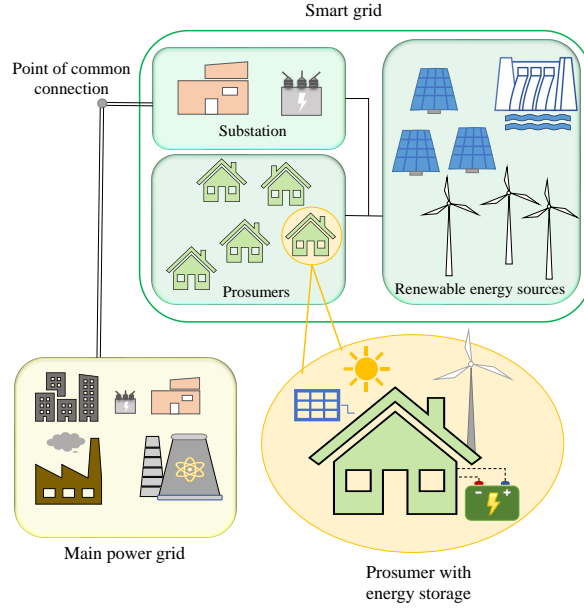 Smart grid
Point of common
connection
Substation
Prosumers
Renewable energy sources
Main power grid
- +
Prosumer with
energy storage